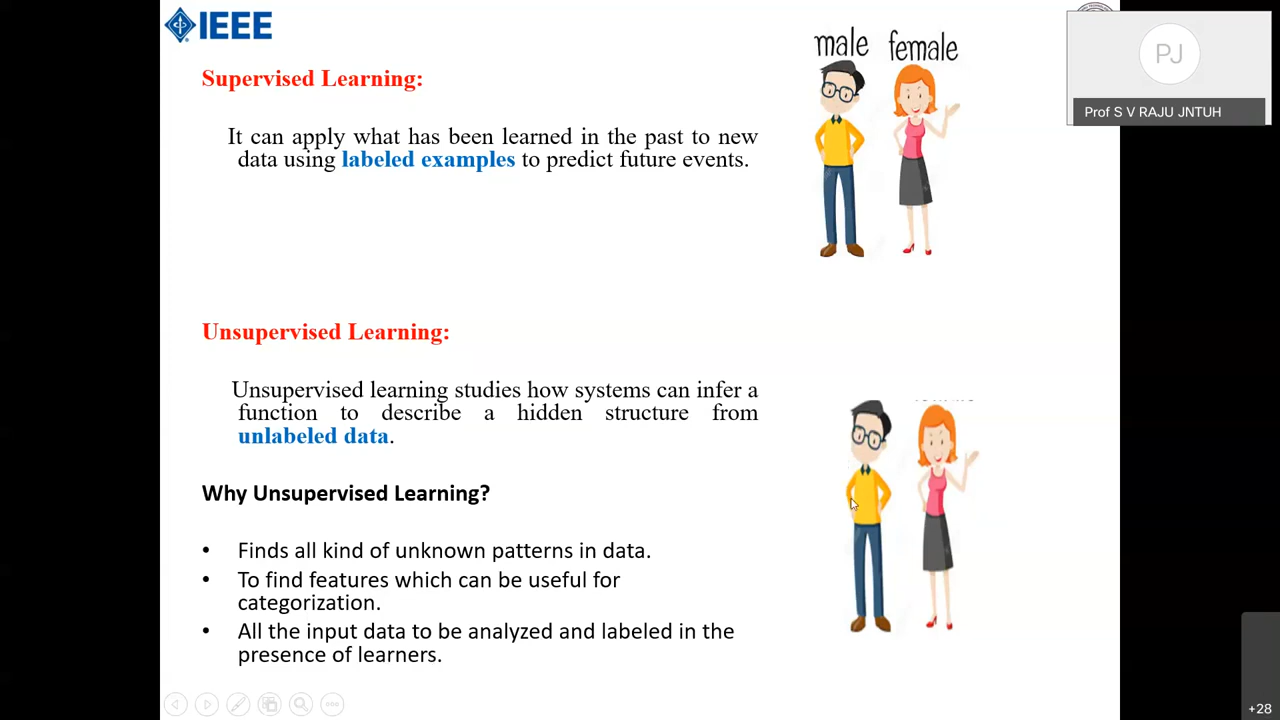 IEEE
male female
PJ
Prof S V RAJU JNTUH
Supervised Learning:
It can apply what has been learned in the past to new
data using labeled examples to predict future events.
Unsupervised Learning:
Unsupervised learning studies how systems can infer a
function to describe a hidden structure from
unlabeled data.
Why Unsupervised Learning?
• Finds all kind of unknown patterns in data.
• To find features which can be useful for
categorization.
• All the input data to be analyzed and labeled in the
presence of learners.
+28